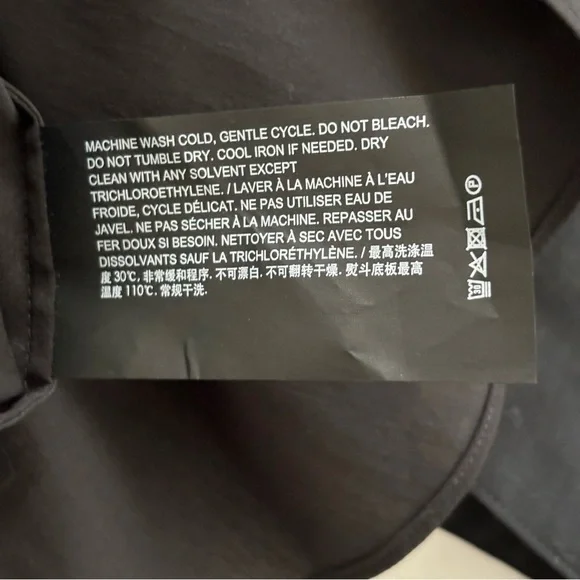 MACHINE WASH COLD, GENTLE CYCLE. DO NOT BLEACH.
DO NOT TUMBLE DRY. COOL IRON IF NEEDED. DRY
CLEAN WITH ANY SOLVENT EXCEPT
TRICHLOROETHYLENE. / LAVER À LA MACHINE À L'EAU
FROIDE, CYCLE DÉLICAT. NE PAS UTILISER EAU DE
JAVEL. NE PAS SÉCHER À LA MACHINE. REPASSER AU
FER DOUX SI BESOIN. NETTOYER À SEC AVEC TOUS
DISSOLVANTS SAUF LA TRICHLORÉTHYLÈNE. / 最高洗涤温
度 30℃, 非常缓和程序. 不可漂白. 不可翻转干燥. 熨斗底板最高
温度 110℃. 常规干洗.
30
P